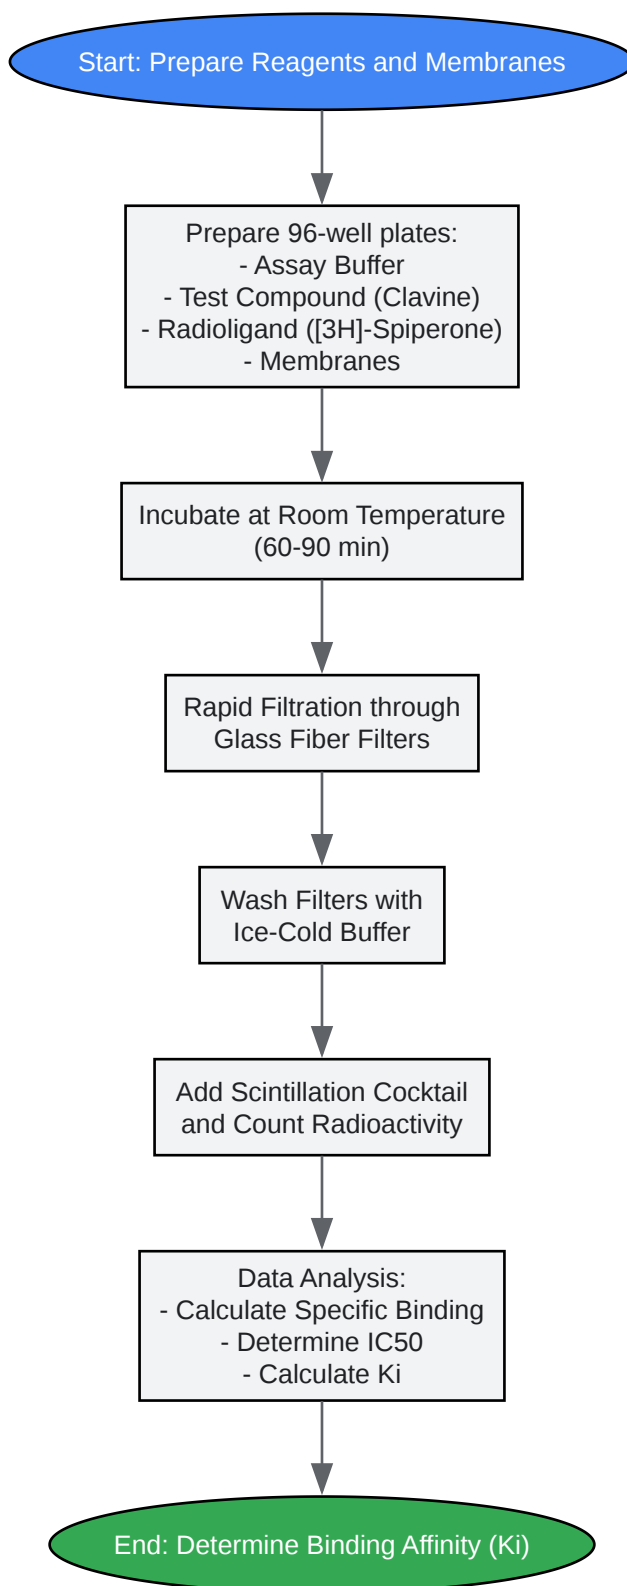 Start: Prepare Reagents and Membranes
Prepare 96-well plates:
- Assay Buffer
- Test Compound (Clavine)
- Radioligand ([3H]-Spiperone)
- Membranes
Incubate at Room Temperature
(60-90 min)
Rapid Filtration through
Glass Fiber Filters
Wash Filters with
Ice-Cold Buffer
Add Scintillation Cocktail
and Count Radioactivity
Data Analysis:
- Calculate Specific Binding
- Determine IC50
- Calculate Ki
End: Determine Binding Affinity (Ki)